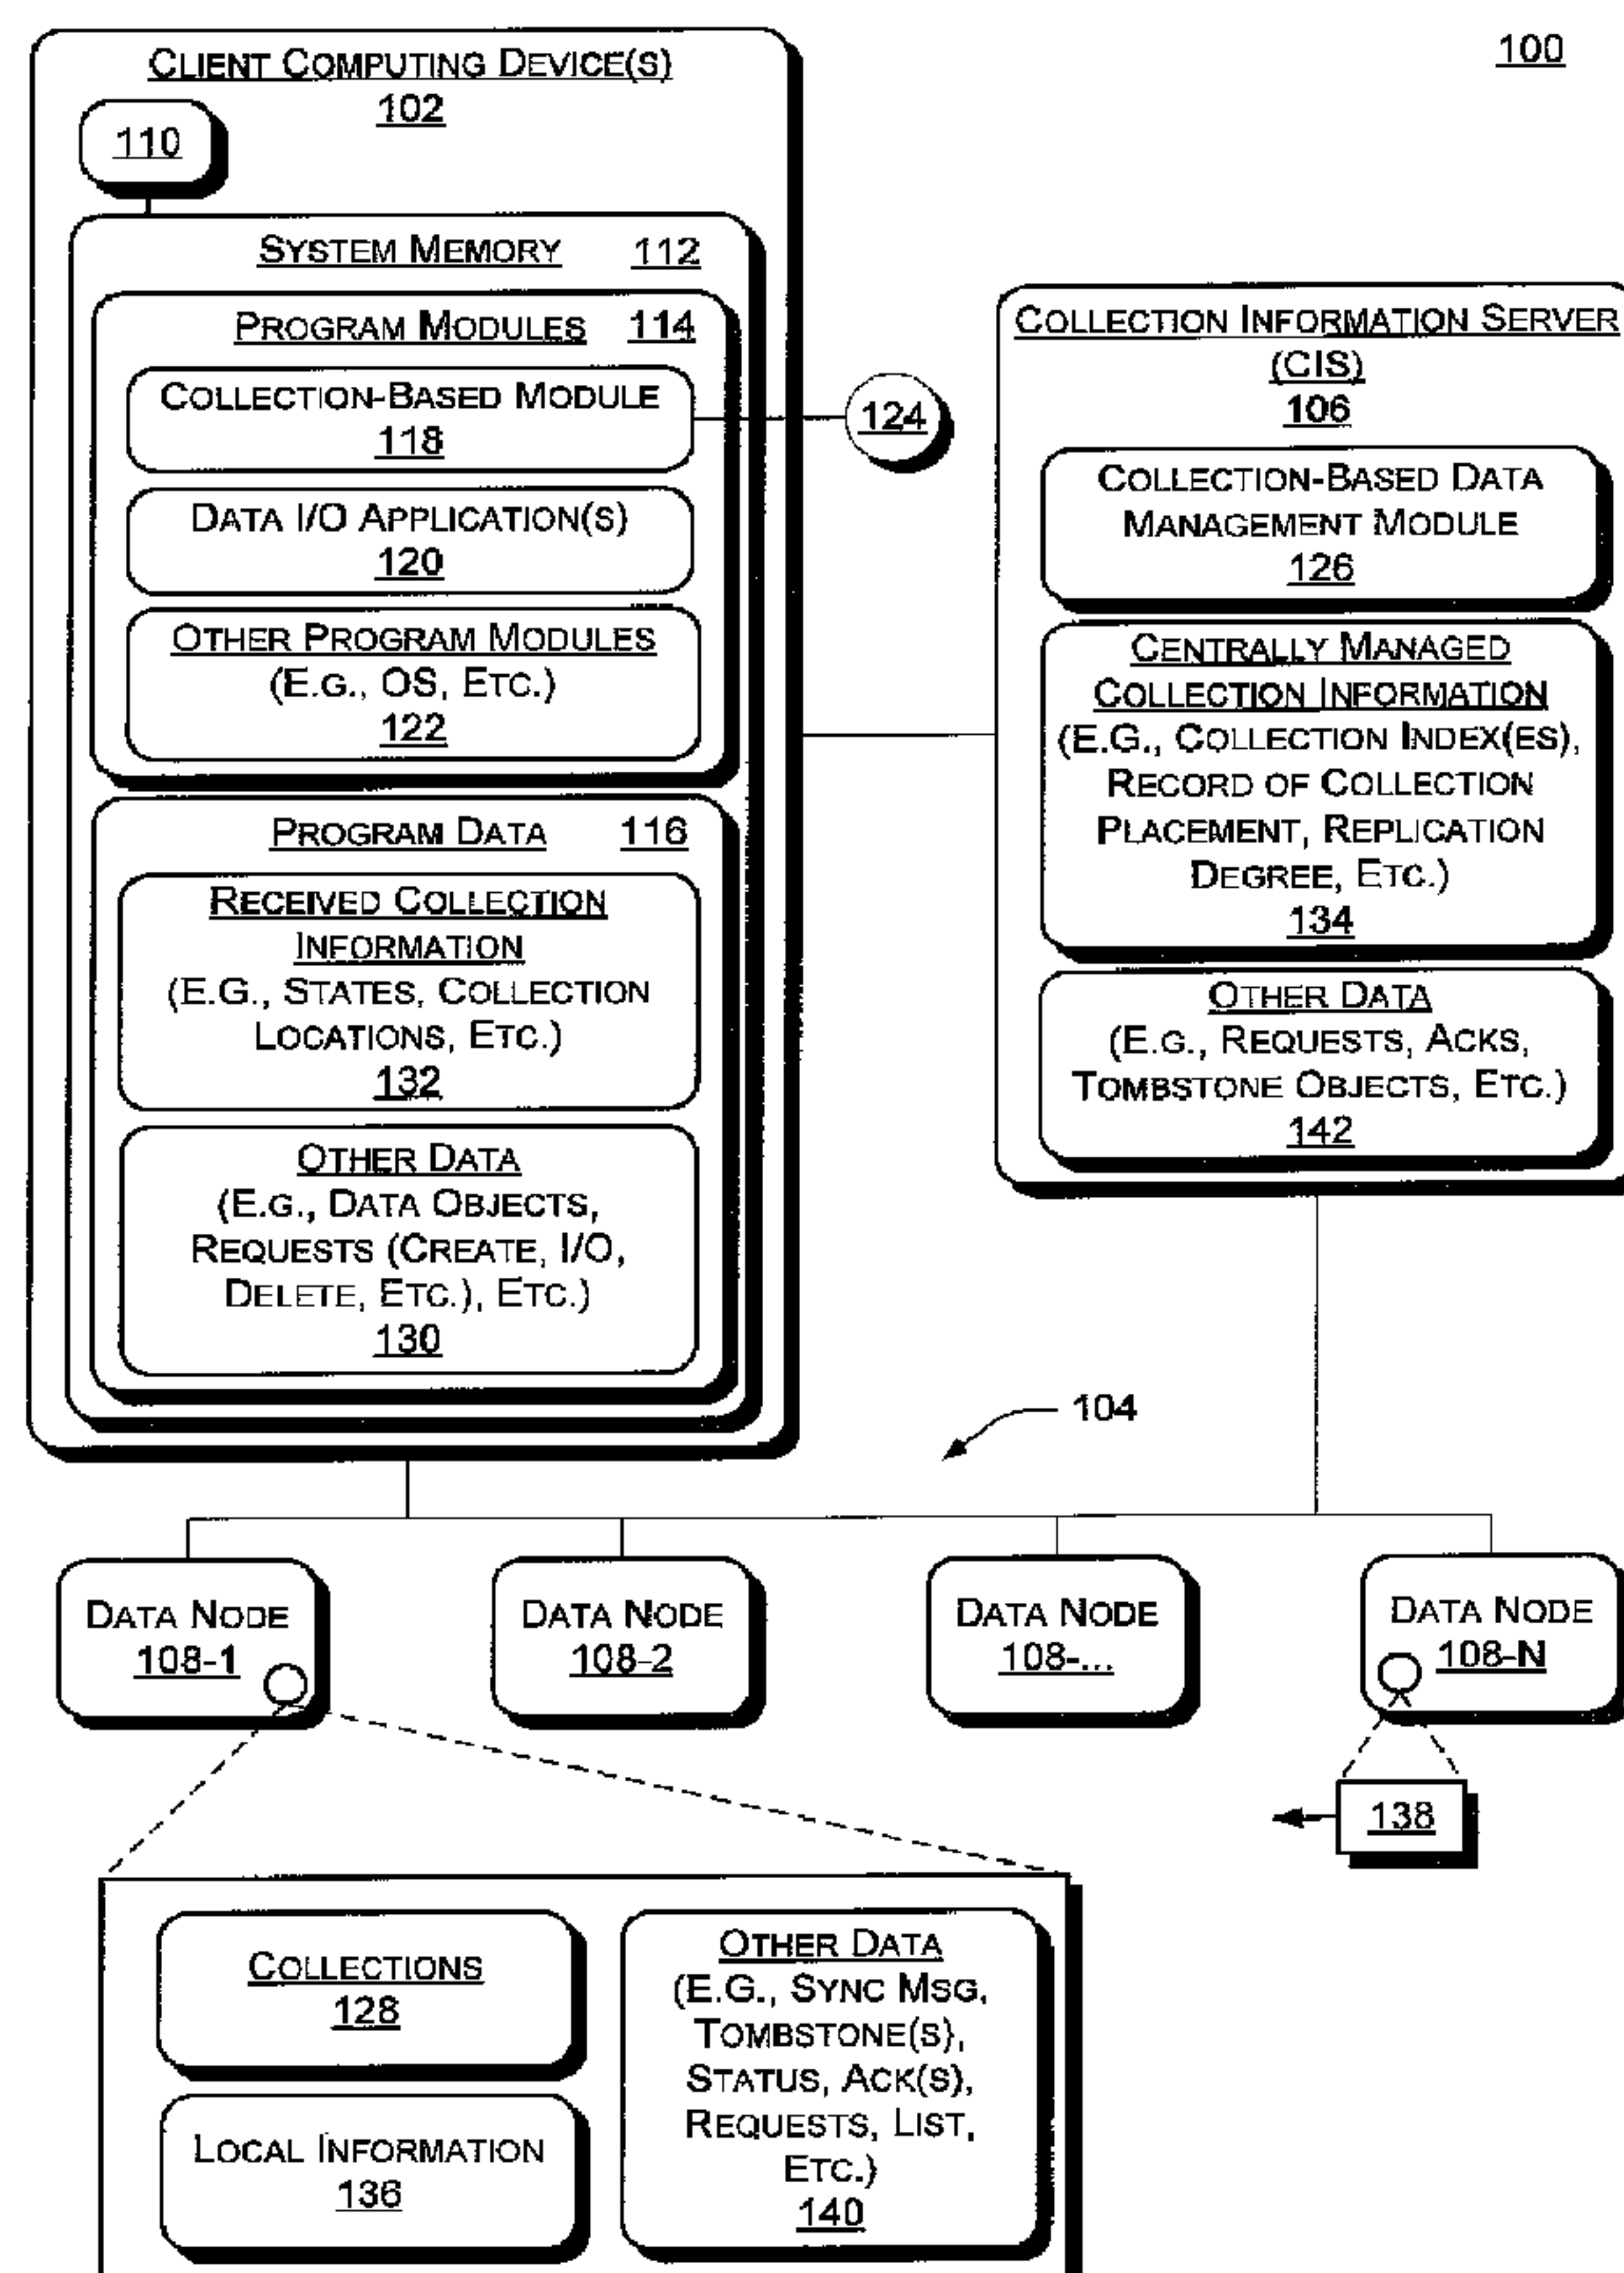 100
CLIENT COMPUTING DEVICE(S)
102
110
SYSTEM MEMORY 112
PROGRAM MODULES 114
COLLECTION-BASED MODULE
118
124
DATA I/O APPLICATION(S)
120
OTHER PROGRAM MODULES
(E.G., OS, ETC.)
122
PROGRAM DATA 116
RECEIVED COLLECTION
INFORMATION
(E.G., STATES, COLLECTION
LOCATIONS, ETC.)
132
OTHER DATA
(E.G., DATA OBJECTS,
REQUESTS (CREATE, I/O,
DELETE, ETC.), ETC.)
130
COLLECTION INFORMATION SERVER
(CIS)
106
COLLECTION-BASED DATA
MANAGEMENT MODULE
126
CENTRALLY MANAGED
COLLECTION INFORMATION
(E.G., COLLECTION INDEX(ES),
RECORD OF COLLECTION
PLACEMENT, REPLICATION
DEGREE, ETC.)
134
OTHER DATA
(E.G., REQUESTS, ACKS,
TOMBSTONE OBJECTS, ETC.)
142
104
DATA NODE
108-1
DATA NODE
108-2
DATA NODE
108-...
DATA NODE
108-N
138
COLLECTIONS
128
LOCAL INFORMATION
136
OTHER DATA
(E.G., SYNC MSG,
TOMBSTONE(S),
STATUS, ACK(S),
REQUESTS, LIST,
ETC.)
140